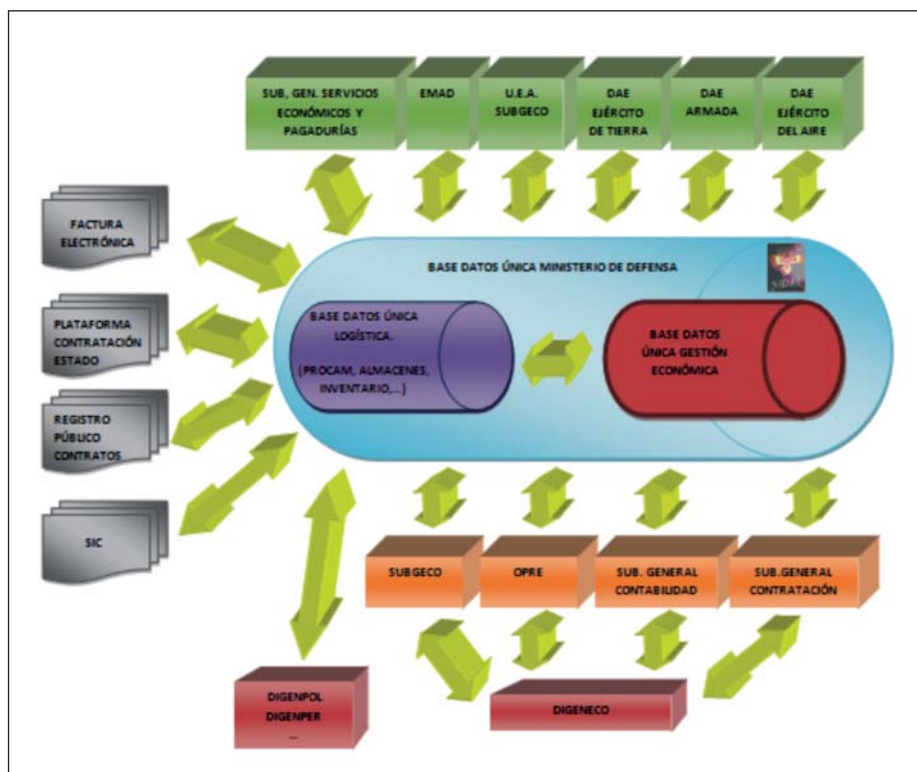 SUB, GEN. SERVICIOS
ECONÓMICOS Y
PAGADURÍAS
EMAD
U.E.A.
SUBGECO
DAE
EJÉRCITO
DE TIERRA
DAE
ARMADA
DAE
EJÉRCITO
DEL AIRE
FACTURA
ELECTRÓNICA
PLATAFORMA
CONTRATACIÓN
ESTADO
REGISTRO
PÚBLICO
CONTRATOS
SIC
BASE DATOS ÚNICA MINISTERIO DE DEFENSA
BASE DATOS ÚNICA
LOGÍSTICA.
(PROCAM, ALMACENES,
INVENTARIO,...)
BASE DATOS
ÚNICA GESTIÓN
ECONÓMICA
SUBGECO
OPRE
SUB. GENERAL
CONTABILIDAD
SUB.GENERAL
CONTRATACIÓN
DIGENPOL
DIGENPER
...
DIGENECO